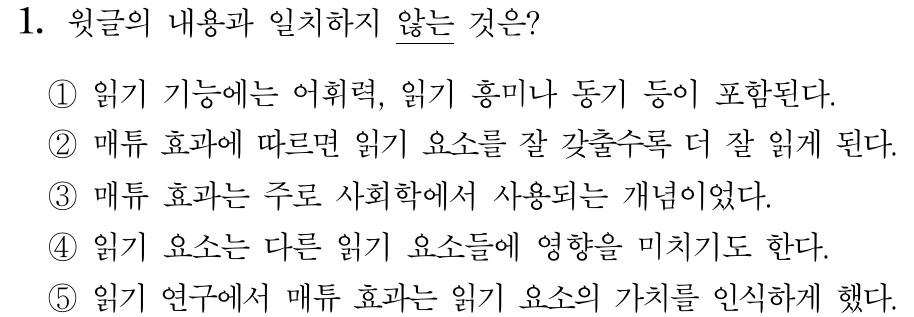 1. 윗글의 내용과 일치하지 않는 것은?
① 읽기 기능에는 어휘력, 읽기 흥미나 동기 등이 포함된다.
② 매튜 효과에 따르면 읽기 요소를 잘 갖출수록 더 잘 읽게 된다.
③ 매튜 효과는 주로 사회학에서 사용되는 개념이었다.
④ 읽기 요소는 다른 읽기 요소들에 영향을 미치기도 한다.
⑤ 읽기 연구에서 매튜 효과는 읽기 요소의 가치를 인식하게 했다.